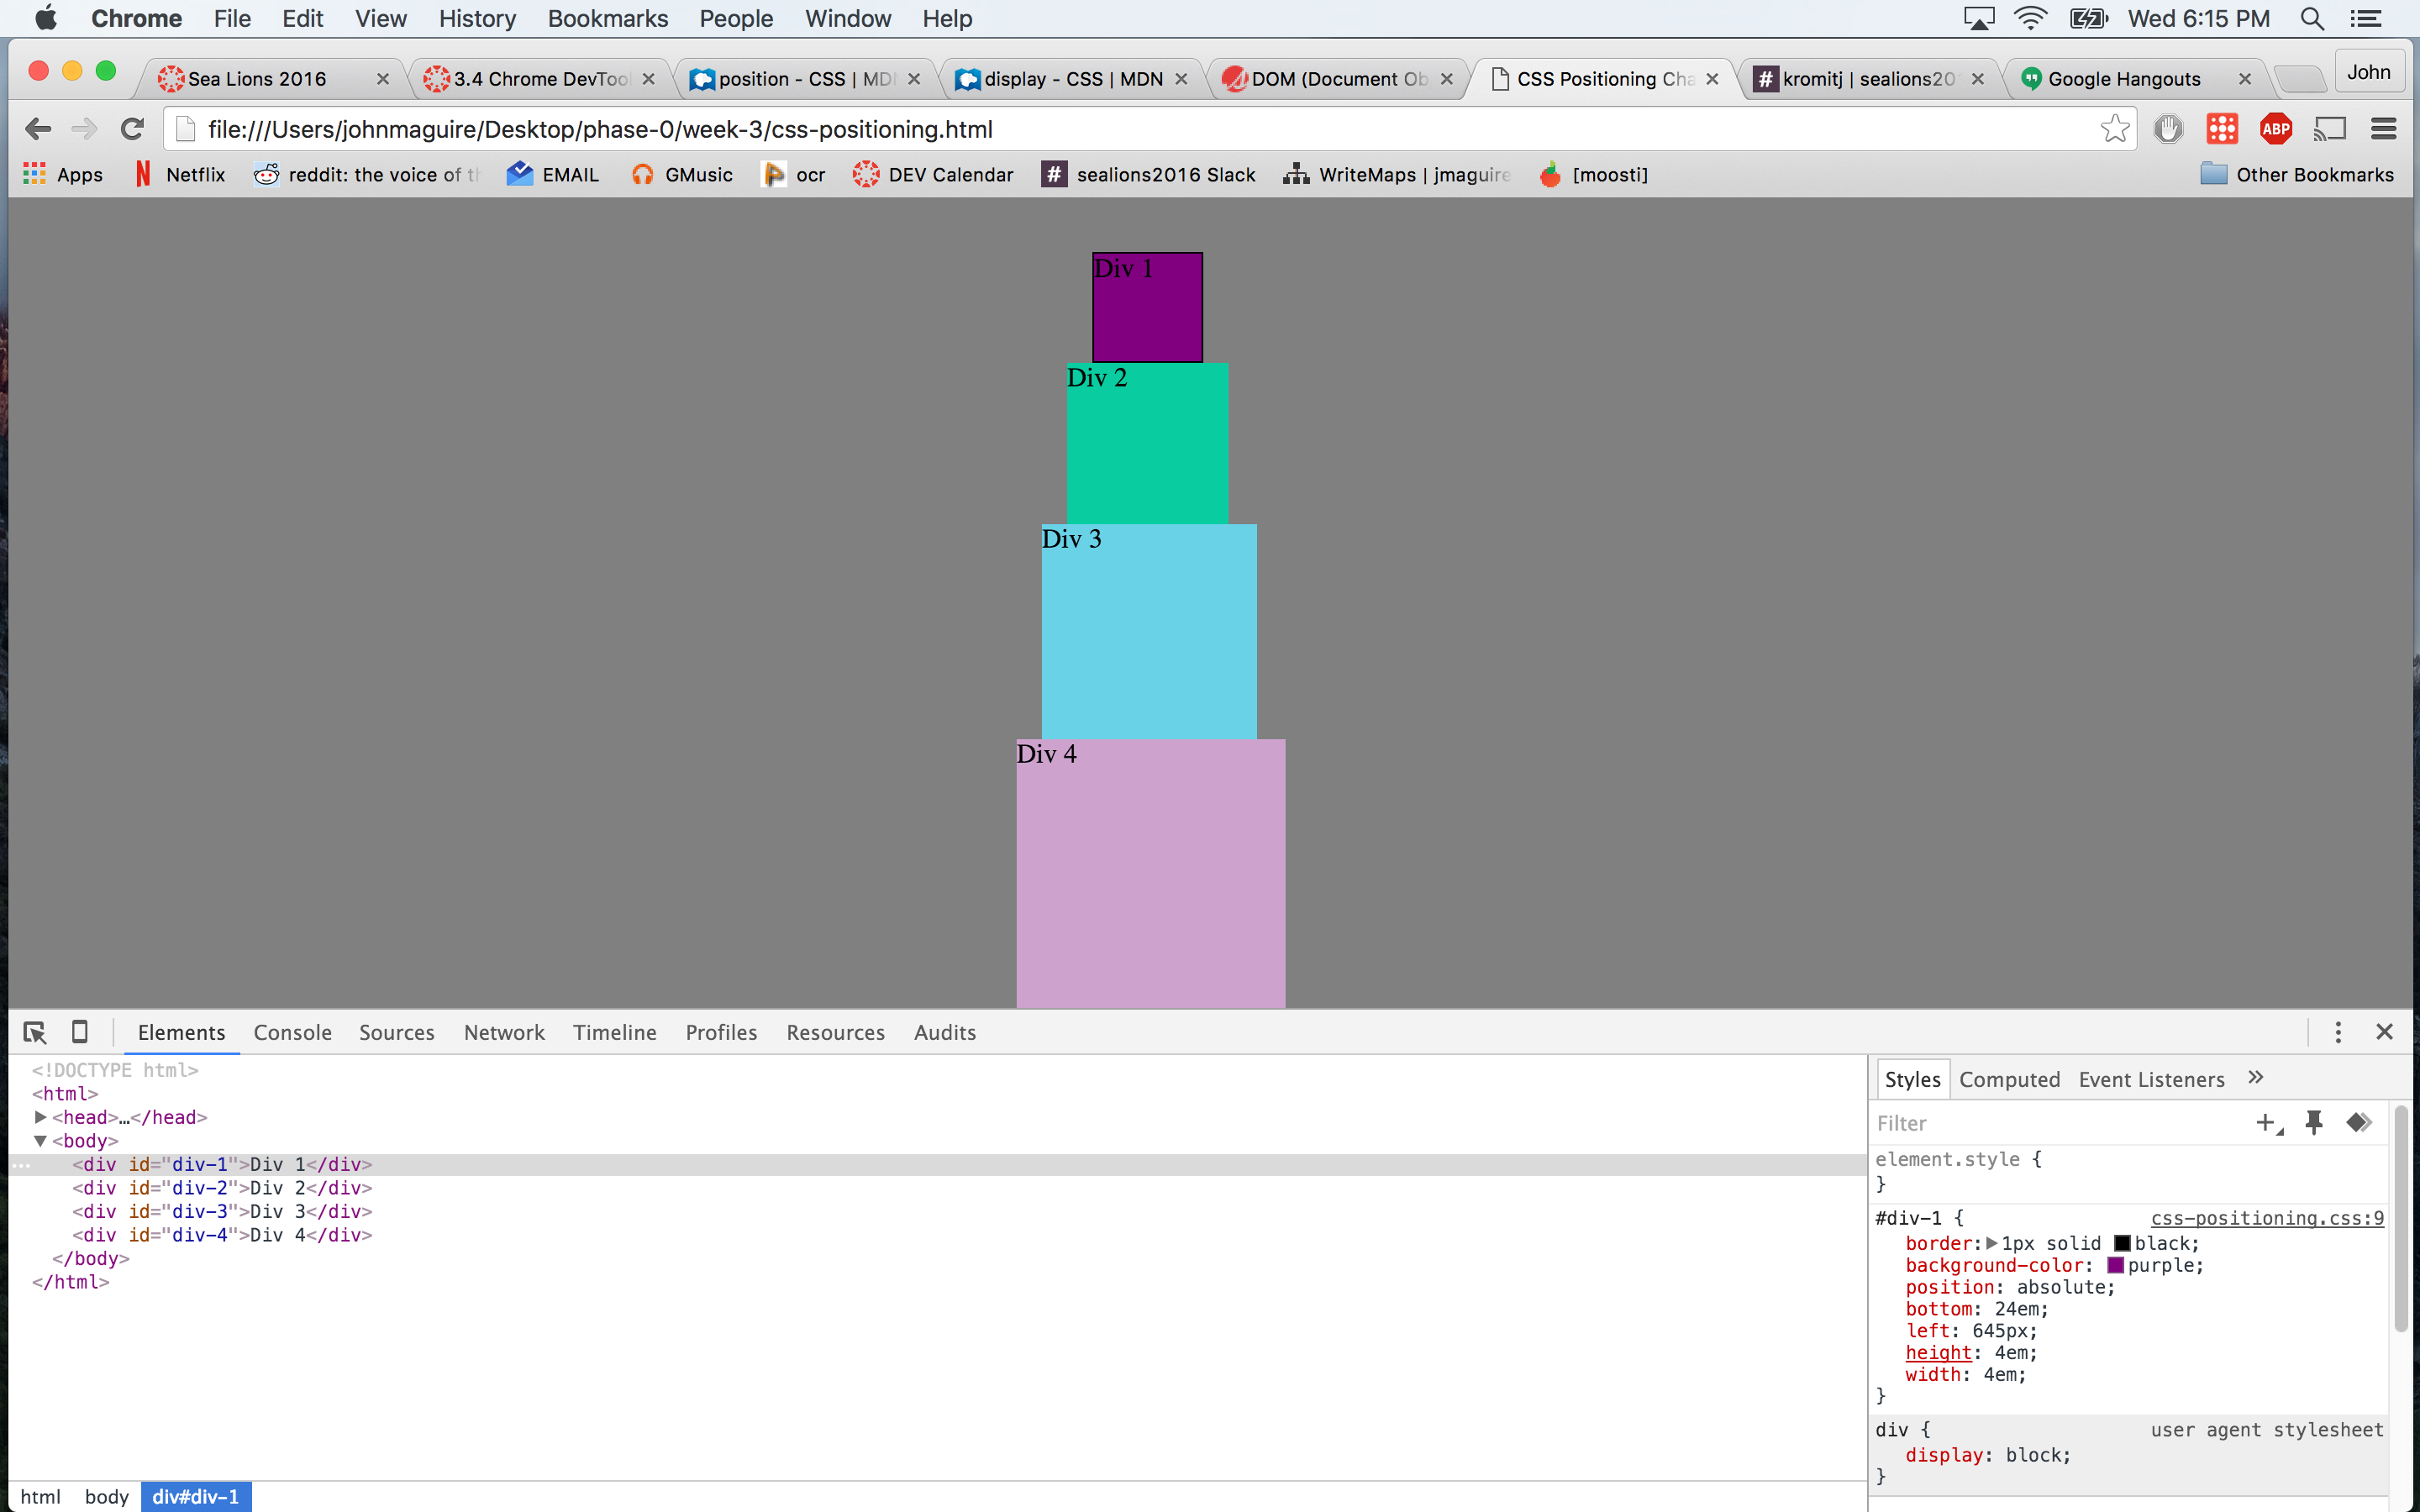 Chrome File Edit View History Bookmarks People Window Help Wed 6:15 PM
Sea Lions 2016 3.4 Chrome DevTool position - CSS | MD display - CSS | MDN DOM (Document Ob CSS Positioning Cha kromitj | sealions20 Google Hangouts John
file:///Users/johnmaguire/Desktop/phase-0/week-3/css-positioning.html ABP
Apps Netflix reddit: the voice of t EMAIL GMusic ocr DEV Calendar # sealions2016 Slack WriteMaps | jmaguire [moosti] Other Bookmarks
Div 1
Div 2
Div 3
Div 4
Elements Console Sources Network Timeline Profiles Resources Audits
<!DOCTYPE html>
<html>
<head>…</head>
<body>
<div id="div-1">Div 1</div>
<div id="div-2">Div 2</div>
<div id="div-3">Div 3</div>
<div id="div-4">Div 4</div>
</body>
</html>
html body div#div-1
Styles Computed Event Listeners »
Filter
element.style {
}
#div-1 { css-positioning.css:9
border: 1px solid black;
background-color: purple;
position: absolute;
bottom: 24em;
left: 645px;
height: 4em;
width: 4em;
}
div { user agent stylesheet
display: block;
}